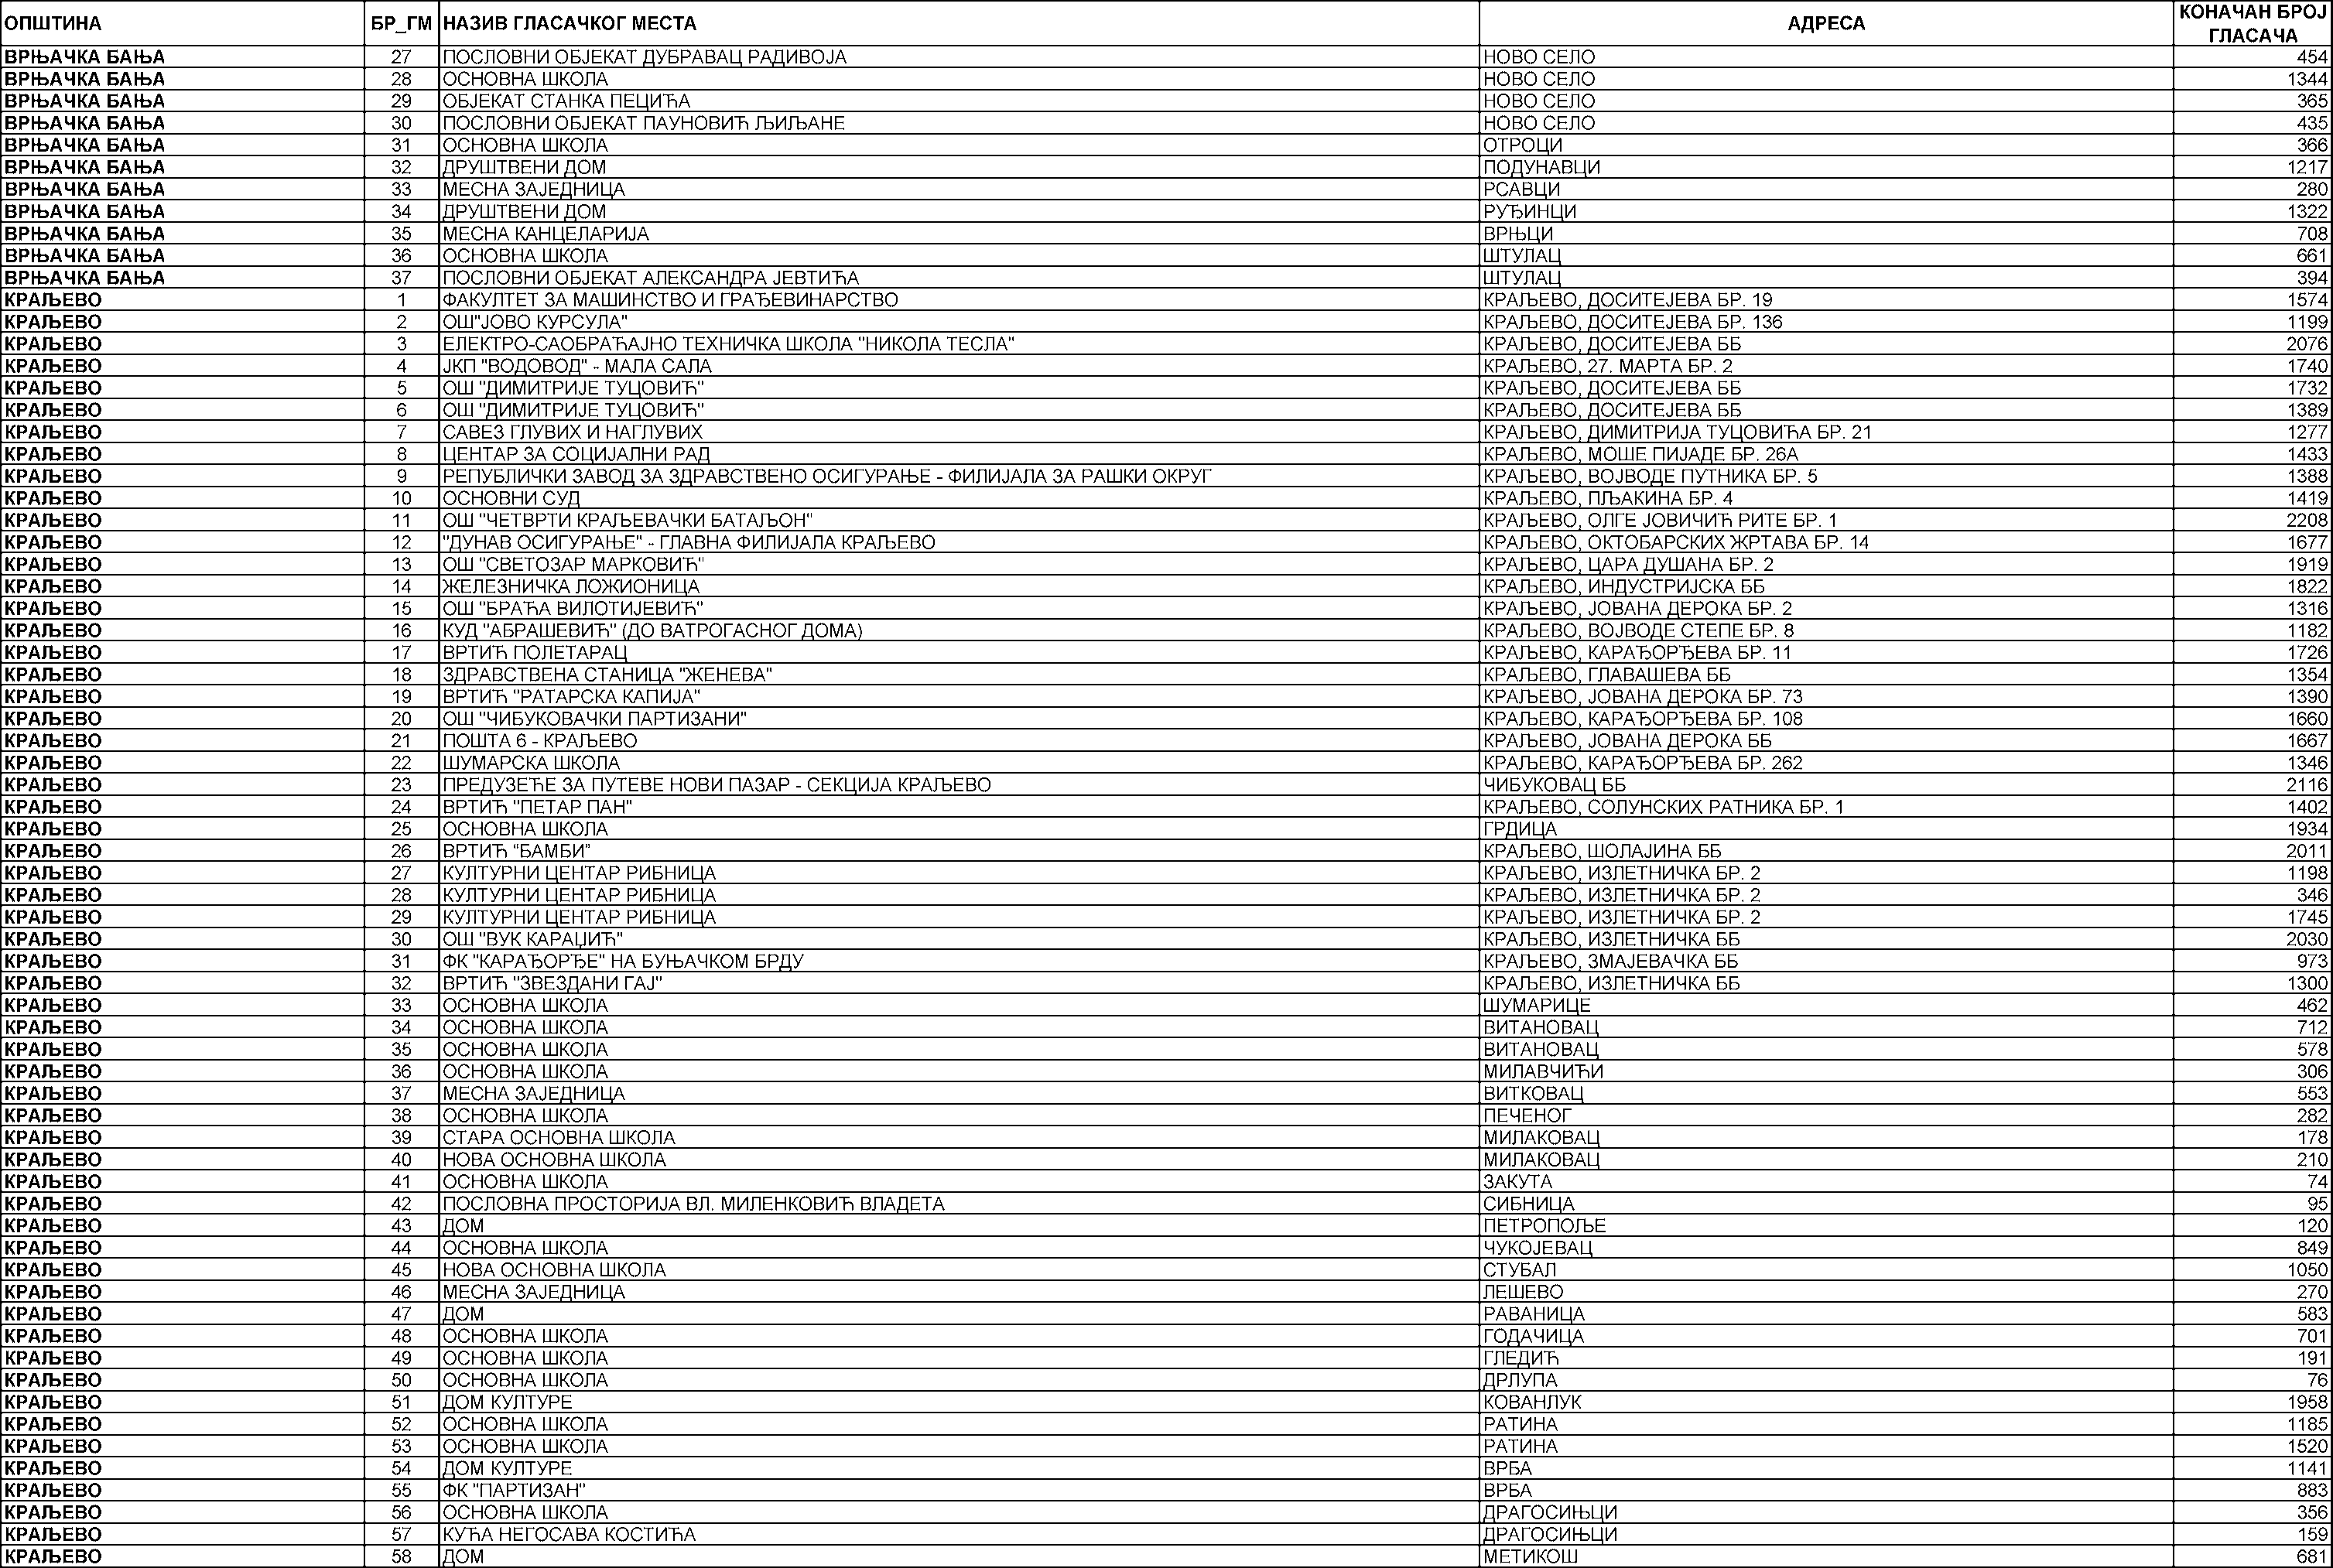 ОПШТИНА БР_ГМ НАЗИВ ГЛАСАЧКОГ МЕСТА АДРЕСА КОНАЧАН БРОЈ ГЛАСАЧА
ВРЊАЧКА БАЊА 27 ПОСЛОВНИ ОБЈЕКАТ ДУБРАВАЦ РАДИВОЈА НОВО СЕЛО 454
ВРЊАЧКА БАЊА 28 ОСНОВНА ШКОЛА НОВО СЕЛО 1344
ВРЊАЧКА БАЊА 29 ОБЈЕКАТ СТАНКА ПЕЦИЋА НОВО СЕЛО 365
ВРЊАЧКА БАЊА 30 ПОСЛОВНИ ОБЈЕКАТ ПАУНОВИЋ ЉИЉАНЕ НОВО СЕЛО 435
ВРЊАЧКА БАЊА 31 ОСНОВНА ШКОЛА ОТРОЦИ 366
ВРЊАЧКА БАЊА 32 ДРУШТВЕНИ ДОМ ПОДУНАВЦИ 1217
ВРЊАЧКА БАЊА 33 МЕСНА ЗАЈЕДНИЦА РСАВЦИ 280
ВРЊАЧКА БАЊА 34 ДРУШТВЕНИ ДОМ РУЂИНЦИ 1322
ВРЊАЧКА БАЊА 35 МЕСНА КАНЦЕЛАРИЈА ВРЊЦИ 708
ВРЊАЧКА БАЊА 36 ОСНОВНА ШКОЛА ШТУЛАЦ 661
ВРЊАЧКА БАЊА 37 ПОСЛОВНИ ОБЈЕКАТ АЛЕКСАНДРА ЈЕВТИЋА ШТУЛАЦ 394
КРАЉЕВО 1 ФАКУЛТЕТ ЗА МАШИНСТВО И ГРАЂЕВИНАРСТВО КРАЉЕВО, ДОСИТЕЈЕВА БР. 19 1574
КРАЉЕВО 2 ОШ"ЈОВО КУРСУЛА" КРАЉЕВО, ДОСИТЕЈЕВА БР. 136 1199
КРАЉЕВО 3 ЕЛЕКТРО-САОБРАЋАЈНО ТЕХНИЧКА ШКОЛА "НИКОЛА ТЕСЛА" КРАЉЕВО, ДОСИТЕЈЕВА ББ 2076
КРАЉЕВО 4 ЈКП "ВОДОВОД" - МАЛА САЛА КРАЉЕВО, 27. МАРТА БР. 2 1740
КРАЉЕВО 5 ОШ "ДИМИТРИЈЕ ТУЦОВИЋ" КРАЉЕВО, ДОСИТЕЈЕВА ББ 1732
КРАЉЕВО 6 ОШ "ДИМИТРИЈЕ ТУЦОВИЋ" КРАЉЕВО, ДОСИТЕЈЕВА ББ 1389
КРАЉЕВО 7 САВЕЗ ГЛУВИХ И НАГЛУВИХ КРАЉЕВО, ДИМИТРИЈА ТУЦОВИЋА БР. 21 1277
КРАЉЕВО 8 ЦЕНТАР ЗА СОЦИЈАЛНИ РАД КРАЉЕВО, МОШЕ ПИЈАДЕ БР. 26А 1433
КРАЉЕВО 9 РЕПУБЛИЧКИ ЗАВОД ЗА ЗДРАВСТВЕНО ОСИГУРАЊЕ - ФИЛИЈАЛА ЗА РАШКИ ОКРУГ КРАЉЕВО, ВОЈВОДЕ ПУТНИКА БР. 5 1388
КРАЉЕВО 10 ОСНОВНИ СУД КРАЉЕВО, ПЉАКИНА БР. 4 1419
КРАЉЕВО 11 ОШ "ЧЕТВРТИ КРАЉЕВАЧКИ БАТАЉОН" КРАЉЕВО, ОЛГЕ ЈОВИЧИЋ РИТЕ БР. 1 2208
КРАЉЕВО 12 "ДУНАВ ОСИГУРАЊЕ" - ГЛАВНА ФИЛИЈАЛА КРАЉЕВО КРАЉЕВО, ОКТОБАРСКИХ ЖРТАВА БР. 14 1677
КРАЉЕВО 13 ОШ "СВЕТОЗАР МАРКОВИЋ" КРАЉЕВО, ЦАРА ДУШАНА БР. 2 1919
КРАЉЕВО 14 ЖЕЛЕЗНИЧКА ЛОЖИОНИЦА КРАЉЕВО, ИНДУСТРИЈСКА ББ 1822
КРАЉЕВО 15 ОШ "БРАЋА ВИЛОТИЈЕВИЋ" КРАЉЕВО, ЈОВАНА ДЕРОКА БР. 2 1316
КРАЉЕВО 16 КУД "АБРАШЕВИЋ" (ДО ВАТРОГАСНОГ ДОМА) КРАЉЕВО, ВОЈВОДЕ СТЕПЕ БР. 8 1182
КРАЉЕВО 17 ВРТИЋ ПОЛЕТАРАЦ КРАЉЕВО, КАРАЂОРЂЕВА БР. 11 1726
КРАЉЕВО 18 ЗДРАВСТВЕНА СТАНИЦА "ЖЕНЕВА" КРАЉЕВО, ГЛАВАШЕВА ББ 1354
КРАЉЕВО 19 ВРТИЋ "РАТАРСКА КАПИЈА" КРАЉЕВО, ЈОВАНА ДЕРОКА БР. 73 1390
КРАЉЕВО 20 ОШ "ЧИБУКОВАЧКИ ПАРТИЗАНИ" КРАЉЕВО, КАРАЂОРЂЕВА БР. 108 1660
КРАЉЕВО 21 ПОШТА 6 - КРАЉЕВО КРАЉЕВО, ЈОВАНА ДЕРОКА ББ 1667
КРАЉЕВО 22 ШУМАРСКА ШКОЛА КРАЉЕВО, КАРАЂОРЂЕВА БР. 262 1346
КРАЉЕВО 23 ПРЕДУЗЕЋЕ ЗА ПУТЕВЕ НОВИ ПАЗАР - СЕКЦИЈА КРАЉЕВО ЧИБУКОВАЦ ББ 2116
КРАЉЕВО 24 ВРТИЋ "ПЕТАР ПАН" КРАЉЕВО, СОЛУНСКИХ РАТНИКА БР. 1 1402
КРАЉЕВО 25 ОСНОВНА ШКОЛА ГРДИЦА 1934
КРАЉЕВО 26 ВРТИЋ "БАМБИ" КРАЉЕВО, ШОЛАЈИНА ББ 2011
КРАЉЕВО 27 КУЛТУРНИ ЦЕНТАР РИБНИЦА КРАЉЕВО, ИЗЛЕТНИЧКА БР. 2 1198
КРАЉЕВО 28 КУЛТУРНИ ЦЕНТАР РИБНИЦА КРАЉЕВО, ИЗЛЕТНИЧКА БР. 2 346
КРАЉЕВО 29 КУЛТУРНИ ЦЕНТАР РИБНИЦА КРАЉЕВО, ИЗЛЕТНИЧКА БР. 2 1745
КРАЉЕВО 30 ОШ "ВУК КАРАЏИЋ" КРАЉЕВО, ИЗЛЕТНИЧКА ББ 2030
КРАЉЕВО 31 ФК "КАРАЂОРЂЕ" НА БУЊАЧКОМ БРДУ КРАЉЕВО, ЗМАЈЕВАЧКА ББ 973
КРАЉЕВО 32 ВРТИЋ "ЗВЕЗДАНИ ГАЈ" КРАЉЕВО, ИЗЛЕТНИЧКА ББ 1300
КРАЉЕВО 33 ОСНОВНА ШКОЛА ШУМАРИЦЕ 462
КРАЉЕВО 34 ОСНОВНА ШКОЛА ВИТАНОВАЦ 712
КРАЉЕВО 35 ОСНОВНА ШКОЛА ВИТАНОВАЦ 578
КРАЉЕВО 36 ОСНОВНА ШКОЛА МИЛАВЧИЋИ 306
КРАЉЕВО 37 МЕСНА ЗАЈЕДНИЦА ВИТКОВАЦ 553
КРАЉЕВО 38 ОСНОВНА ШКОЛА ПЕЧЕНОГ 282
КРАЉЕВО 39 СТАРА ОСНОВНА ШКОЛА МИЛАКОВАЦ 178
КРАЉЕВО 40 НОВА ОСНОВНА ШКОЛА МИЛАКОВАЦ 210
КРАЉЕВО 41 ОСНОВНА ШКОЛА ЗАКУТА 74
КРАЉЕВО 42 ПОСЛОВНА ПРОСТОРИЈА ВЛ. МИЛЕНКОВИЋ ВЛАДЕТА СИБНИЦА 95
КРАЉЕВО 43 ДОМ ПЕТРОПОЉЕ 120
КРАЉЕВО 44 ОСНОВНА ШКОЛА ЧУКОЈЕВАЦ 849
КРАЉЕВО 45 НОВА ОСНОВНА ШКОЛА СТУБАЛ 1050
КРАЉЕВО 46 МЕСНА ЗАЈЕДНИЦА ЛЕШЕВО 270
КРАЉЕВО 47 ДОМ РАВАНИЦА 583
КРАЉЕВО 48 ОСНОВНА ШКОЛА ГОДАЧИЦА 701
КРАЉЕВО 49 ОСНОВНА ШКОЛА ГЛЕДИЋ 191
КРАЉЕВО 50 ОСНОВНА ШКОЛА ДРЛУПА 76
КРАЉЕВО 51 ДОМ КУЛТУРЕ КОВАНЛУК 1958
КРАЉЕВО 52 ОСНОВНА ШКОЛА РАТИНА 1185
КРАЉЕВО 53 ОСНОВНА ШКОЛА РАТИНА 1520
КРАЉЕВО 54 ДОМ КУЛТУРЕ ВРБА 1141
КРАЉЕВО 55 ФК "ПАРТИЗАН" ВРБА 883
КРАЉЕВО 56 ОСНОВНА ШКОЛА ДРАГОСИЊЦИ 356
КРАЉЕВО 57 КУЋА НЕГОСАВА КОСТИЋА ДРАГОСИЊЦИ 159
КРАЉЕВО 58 ДОМ МЕТИКОШ 681